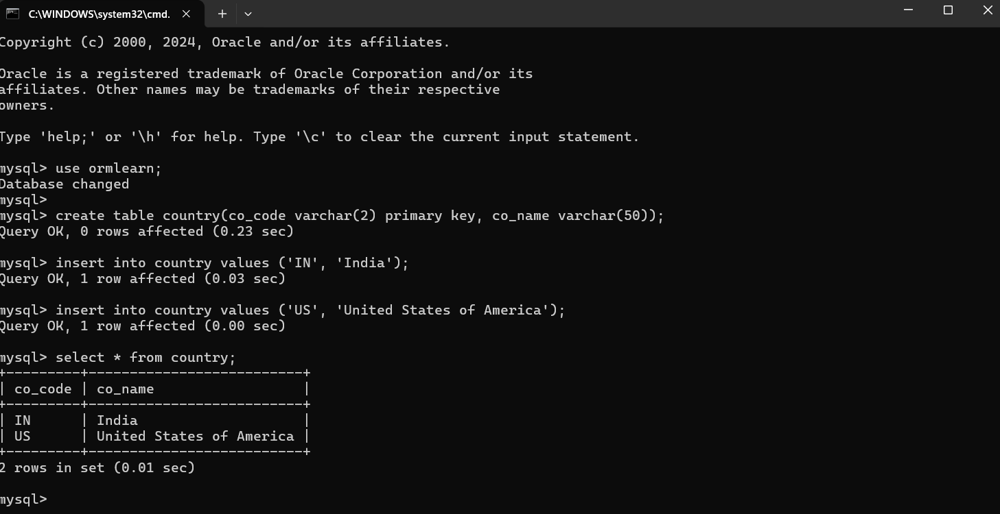 C:\WINDOWS\system32\cmd.
Copyright (c) 2000, 2024, Oracle and/or its affiliates.
Oracle is a registered trademark of Oracle Corporation and/or its
affiliates. Other names may be trademarks of their respective
owners.
Type 'help;' or '\h' for help. Type '\c' to clear the current input statement.
mysql> use ormlearn;
Database changed
mysql>
mysql> create table country(co_code varchar(2) primary key, co_name varchar(50));
Query OK, 0 rows affected (0.23 sec)
mysql> insert into country values ('IN', 'India');
Query OK, 1 row affected (0.03 sec)
mysql> insert into country values ('US', 'United States of America');
Query OK, 1 row affected (0.00 sec)
mysql> select * from country;
+---------+--------------------------+
| co_code | co_name                  |
+---------+--------------------------+
| IN      | India                    |
| US      | United States of America |
+---------+--------------------------+
2 rows in set (0.01 sec)
mysql>